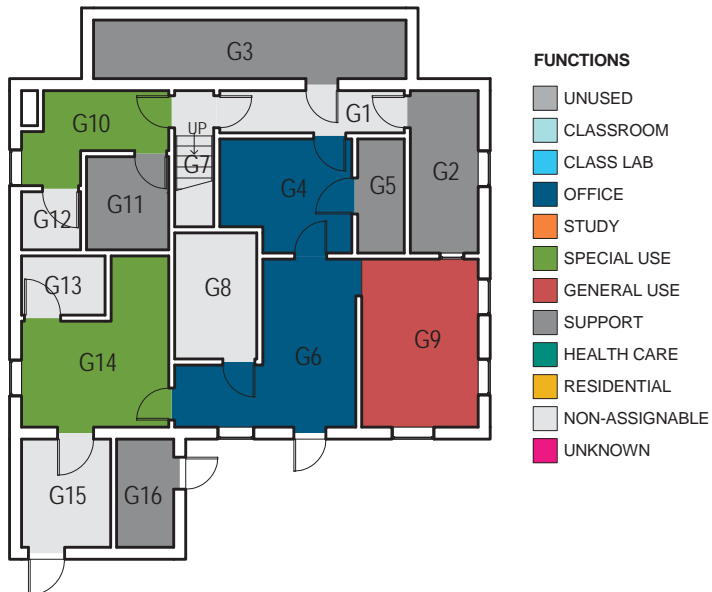 G3
FUNCTIONS
UNUSED
CLASSROOM
CLASS LAB
OFFICE
STUDY
SPECIAL USE
GENERAL USE
SUPPORT
HEALTH CARE
RESIDENTIAL
NON-ASSIGNABLE
UNKNOWN
G10
G1
UP
G7
G4
G5
G2
G11
G12
G13
G8
G14
G6
G9
G15
G16